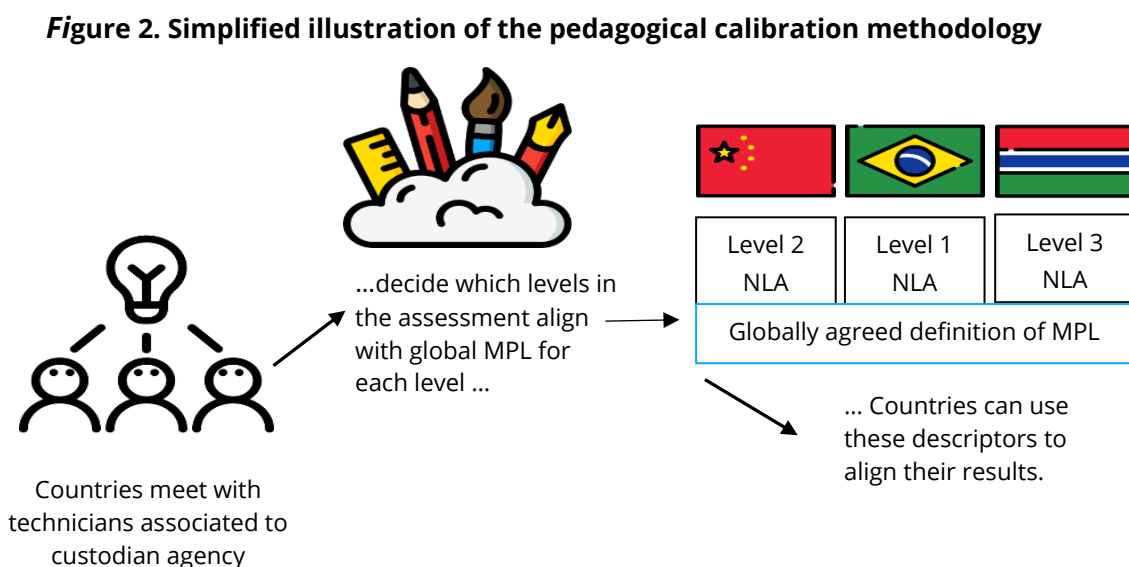 Figure 2. Simplified illustration of the pedagogical calibration methodology
Countries meet with
technicians associated to
custodian agency
...decide which levels in
the assessment align
with global MPL for
each level ...
Level 2
NLA
Level 1
NLA
Level 3
NLA
Globally agreed definition of MPL
... Countries can use
these descriptors to
align their results.